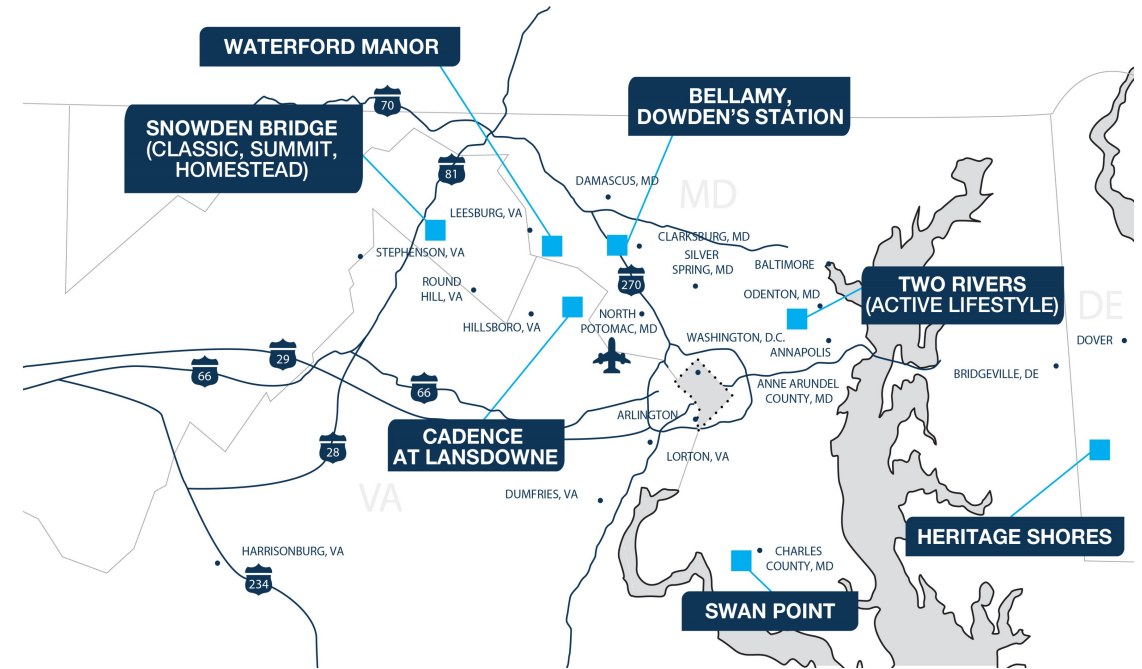 WATERFORD MANOR
BELLAMY,
DOWDEN'S STATION
70
SNOWDEN BRIDGE
(CLASSIC, SUMMIT,
HOMESTEAD)
81
DAMASCUS, MD
MD
LEESBURG, VA
CLARKSBURG, MD
STEPHENSON, VA
SILVER
SPRING, MD
BALTIMORE
ROUND
HILL, VA
270
TWO RIVERS
(ACTIVE LIFESTYLE)
ODENTON, MD
DE
HILLSBORO, VA
NORTH
POTOMAC, MD
WASHINGTON, D.C.
ANNAPOLIS
DOVER
29
66
66
BRIDGEVILLE, DE
ANNE ARUNDEL
COUNTY, MD
ARLINGTON
CADENCE
AT LANSDOWNE
28
LORTON, VA
VA
DUMFRIES, VA
HERITAGE SHORES
HARRISONBURG, VA
CHARLES
COUNTY, MD
234
SWAN POINT